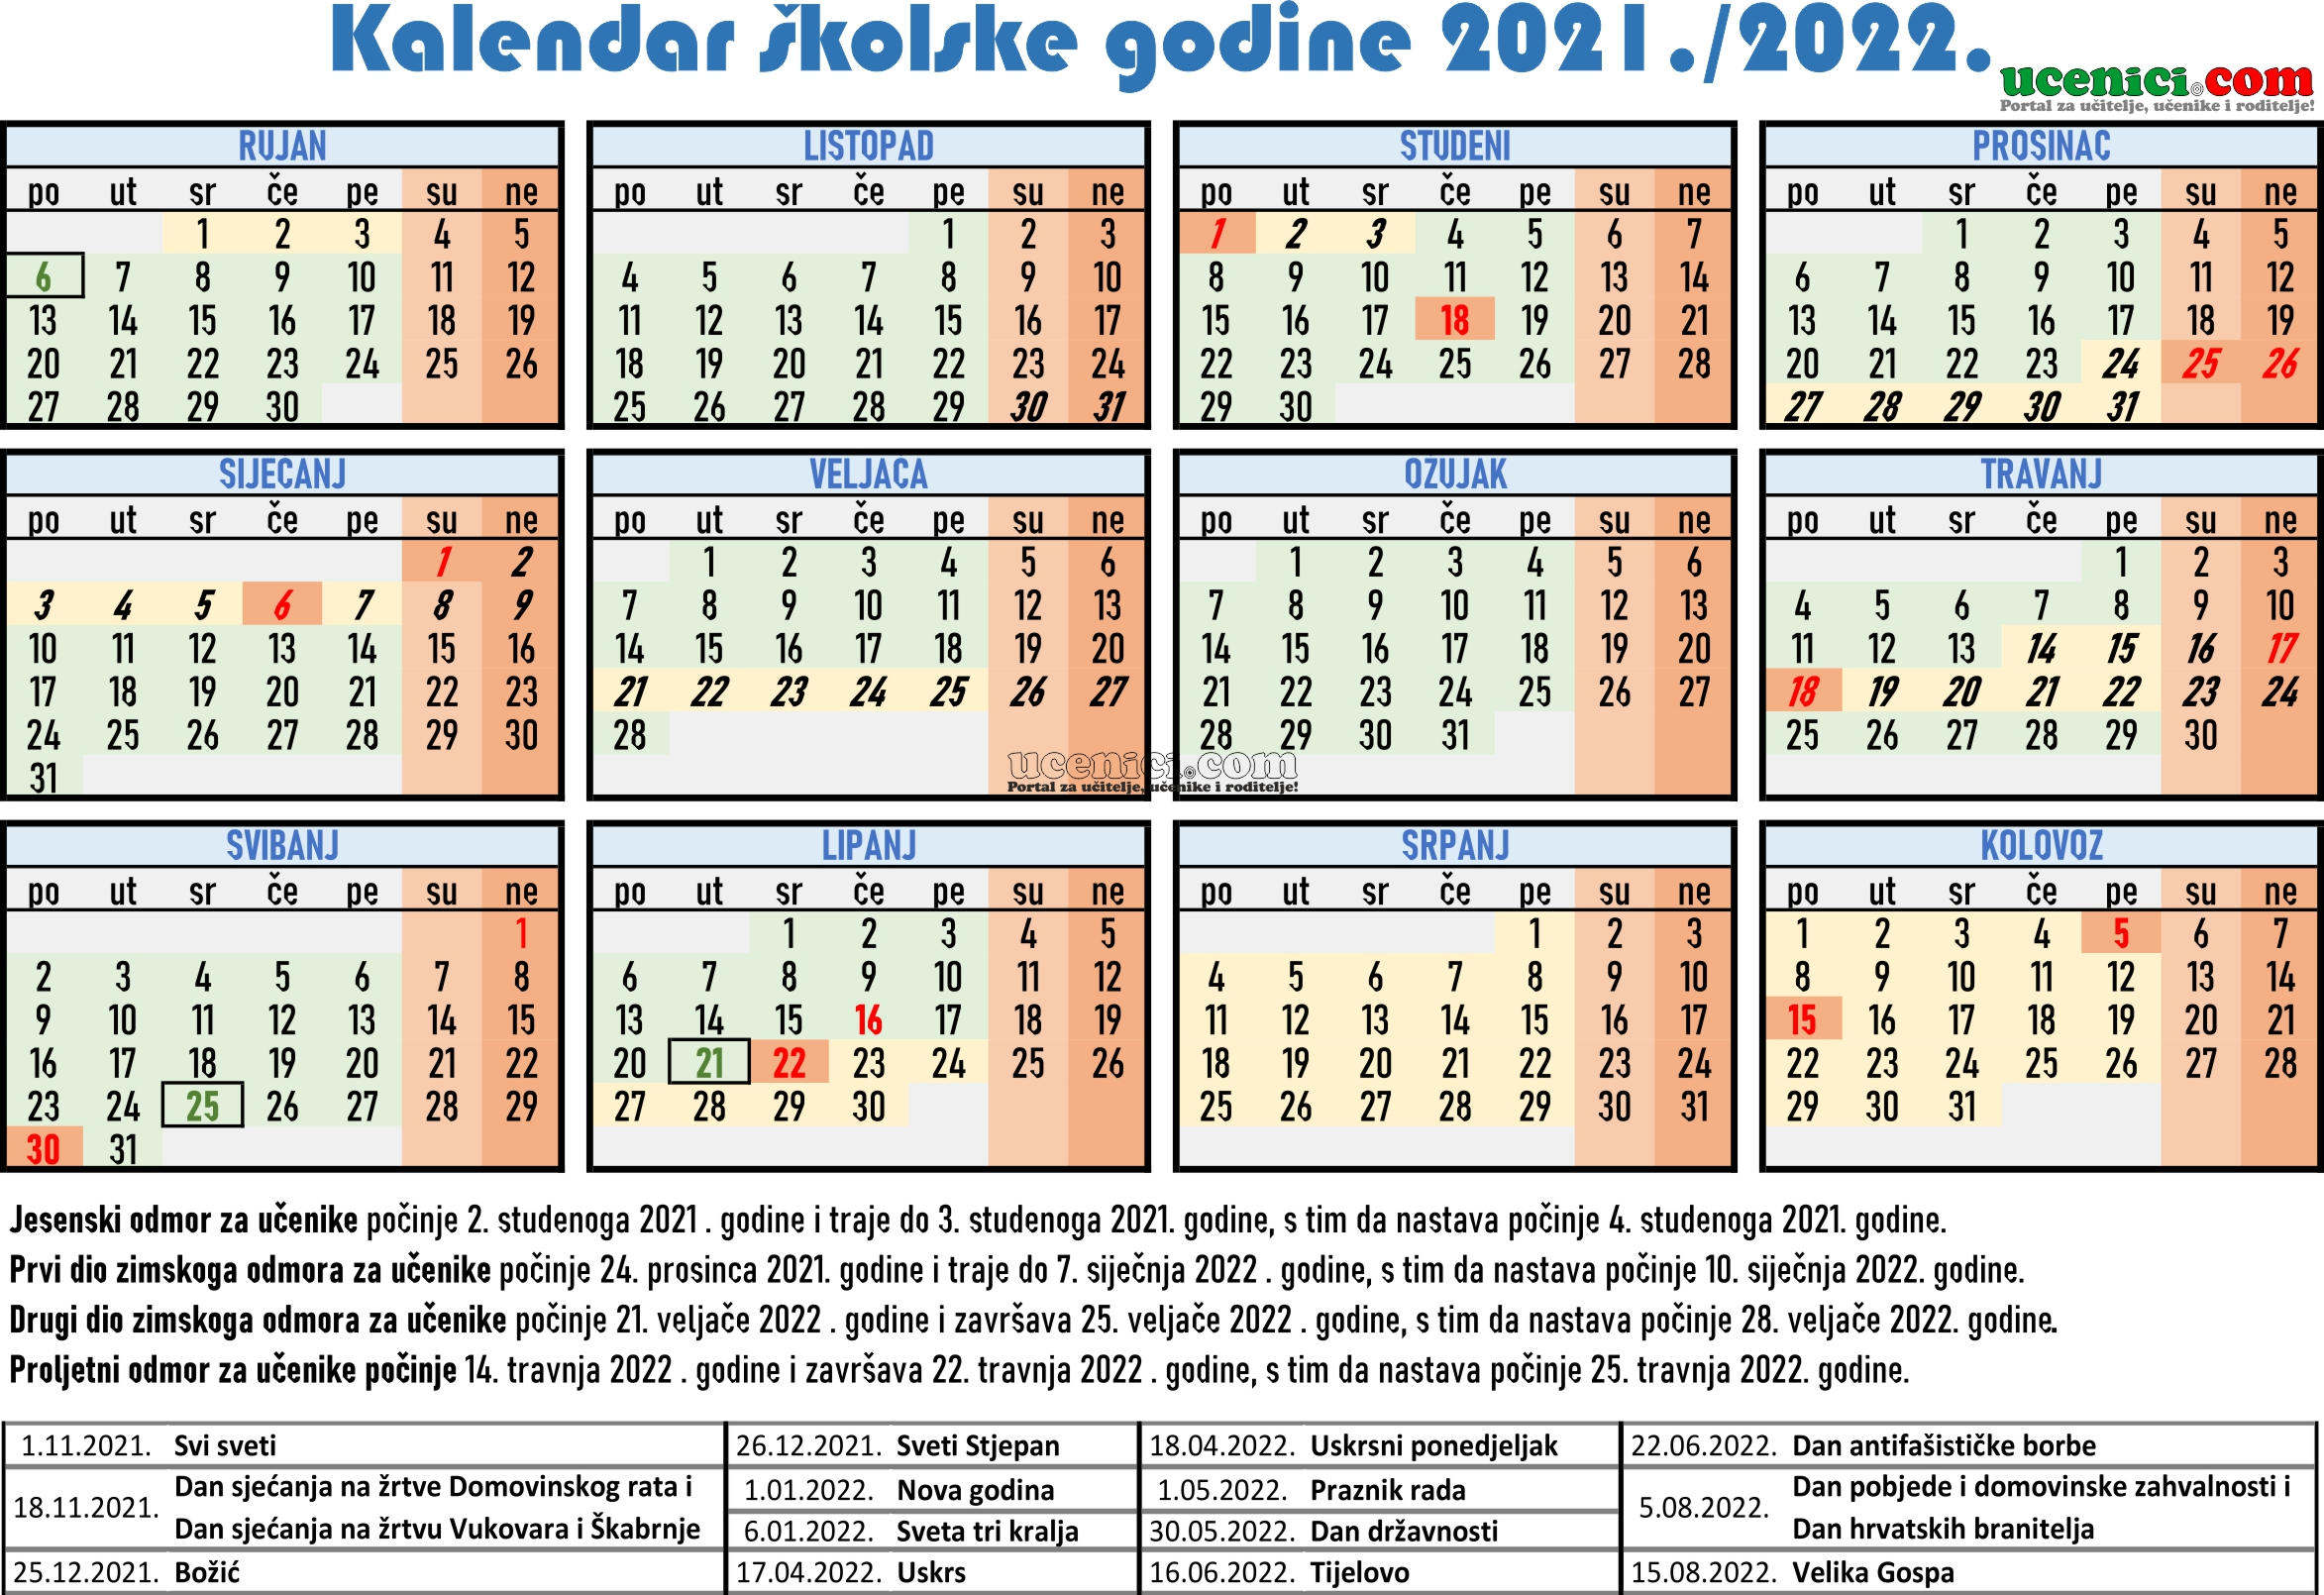 Kalendar školske godine 2021./2022.
ucenici.com
Portal za učitelje, učenike i roditelje!
RUJAN
po ut sr če pe su ne
1 2 3 4 5
6 7 8 9 10 11 12
13 14 15 16 17 18 19
20 21 22 23 24 25 26
27 28 29 30
LISTOPAD
po ut sr če pe su ne
1 2 3
4 5 6 7 8 9 10
11 12 13 14 15 16 17
18 19 20 21 22 23 24
25 26 27 28 29 30 31
STUDENI
po ut sr če pe su ne
1 2 3 4 5 6 7
8 9 10 11 12 13 14
15 16 17 18 19 20 21
22 23 24 25 26 27 28
29 30
PROSINAC
po ut sr če pe su ne
1 2 3 4 5
6 7 8 9 10 11 12
13 14 15 16 17 18 19
20 21 22 23 24 25 26
27 28 29 30 31
SIJEČANJ
po ut sr če pe su ne
1 2
3 4 5 6 7 8 9
10 11 12 13 14 15 16
17 18 19 20 21 22 23
24 25 26 27 28 29 30
31
VELJAČA
po ut sr če pe su ne
1 2 3 4 5 6
7 8 9 10 11 12 13
14 15 16 17 18 19 20
21 22 23 24 25 26 27
28
OŽUJAK
po ut sr če pe su ne
1 2 3 4 5 6
7 8 9 10 11 12 13
14 15 16 17 18 19 20
21 22 23 24 25 26 27
28 29 30 31
TRAVANJ
po ut sr če pe su ne
1 2 3
4 5 6 7 8 9 10
11 12 13 14 15 16 17
18 19 20 21 22 23 24
25 26 27 28 29 30
ucenici.com
Portal za učitelje, učenike i roditelje!
SVIBANJ
po ut sr če pe su ne
1
2 3 4 5 6 7 8
9 10 11 12 13 14 15
16 17 18 19 20 21 22
23 24 25 26 27 28 29
30 31
LIPANJ
po ut sr če pe su ne
1 2 3 4 5
6 7 8 9 10 11 12
13 14 15 16 17 18 19
20 21 22 23 24 25 26
27 28 29 30
SRPANJ
po ut sr če pe su ne
1 2 3
4 5 6 7 8 9 10
11 12 13 14 15 16 17
18 19 20 21 22 23 24
25 26 27 28 29 30 31
KOLOVOZ
po ut sr če pe su ne
1 2 3 4 5 6 7
8 9 10 11 12 13 14
15 16 17 18 19 20 21
22 23 24 25 26 27 28
29 30 31
Jesenski odmor za učenike počinje 2. studenoga 2021 . godine i traje do 3. studenoga 2021. godine, s tim da nastava počinje 4. studenoga 2021. godine.
Prvi dio zimskoga odmora za učenike počinje 24. prosinca 2021. godine i traje do 7. siječnja 2022 . godine, s tim da nastava počinje 10. siječnja 2022. godine.
Drugi dio zimskoga odmora za učenike počinje 21. veljače 2022 . godine i završava 25. veljače 2022 . godine, s tim da nastava počinje 28. veljače 2022. godine.
Proljetni odmor za učenike počinje 14. travnja 2022 . godine i završava 22. travnja 2022 . godine, s tim da nastava počinje 25. travnja 2022. godine.
1.11.2021. Svi sveti
18.11.2021. Dan sjećanja na žrtve Domovinskog rata i
Dan sjećanja na žrtvu Vukovara i Škabrnje
25.12.2021. Božić
26.12.2021. Sveti Stjepan
1.01.2022. Nova godina
6.01.2022. Sveta tri kralja
17.04.2022. Uskrs
18.04.2022. Uskrsni ponedjeljak
1.05.2022. Praznik rada
30.05.2022. Dan državnosti
16.06.2022. Tijelovo
22.06.2022. Dan antifašističke borbe
5.08.2022. Dan pobjede i domovinske zahvalnosti i
Dan hrvatskih branitelja
15.08.2022. Velika Gospa